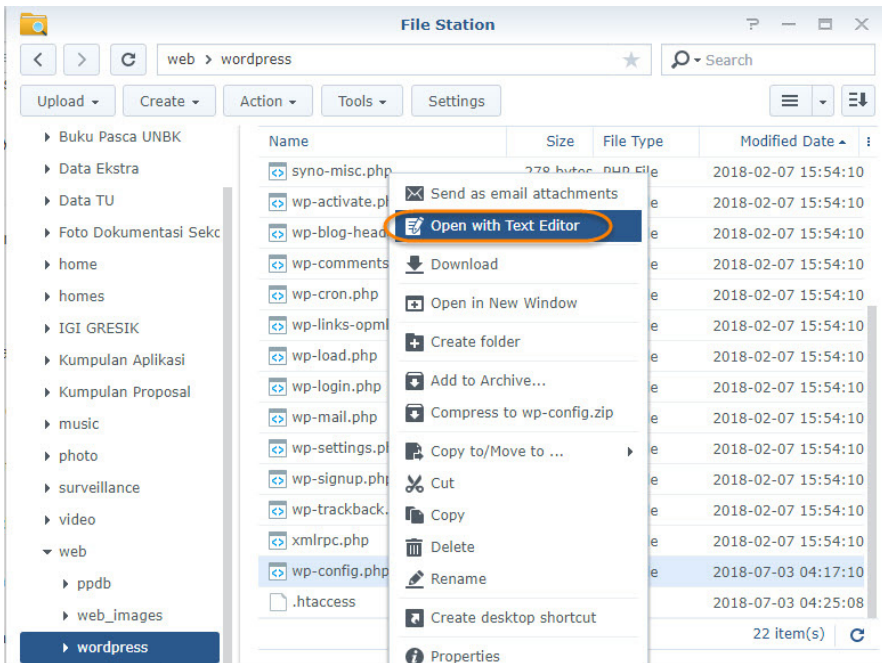 File Station
web > wordpress
Search
Upload
Create
Action
Tools
Settings
Buku Pasca UNBK
Data Ekstra
Data TU
Foto Dokumentasi Sekc
home
homes
IGI GRESIK
Kumpulan Aplikasi
Kumpulan Proposal
music
photo
surveillance
video
web
ppdb
web_images
wordpress
Name Size File Type Modified Date
syno-misc.php 278 bytes PHP File 2018-02-07 15:54:10
wp-activate.ph e 2018-02-07 15:54:10
wp-blog-head e 2018-02-07 15:54:10
wp-comments e 2018-02-07 15:54:10
wp-cron.php e 2018-02-07 15:54:10
wp-links-opml e 2018-02-07 15:54:10
wp-load.php e 2018-02-07 15:54:10
wp-login.php e 2018-02-07 15:54:10
wp-mail.php e 2018-02-07 15:54:10
wp-settings.pl e 2018-02-07 15:54:10
wp-signup.php e 2018-02-07 15:54:10
wp-trackback. e 2018-02-07 15:54:10
xmlrpc.php e 2018-02-07 15:54:10
wp-config.php e 2018-07-03 04:17:10
.htaccess 2018-07-03 04:25:08
22 item(s)
Send as email attachments
Open with Text Editor
Download
Open in New Window
Create folder
Add to Archive...
Compress to wp-config.zip
Copy to/Move to ...
Cut
Copy
Delete
Rename
Create desktop shortcut
Properties